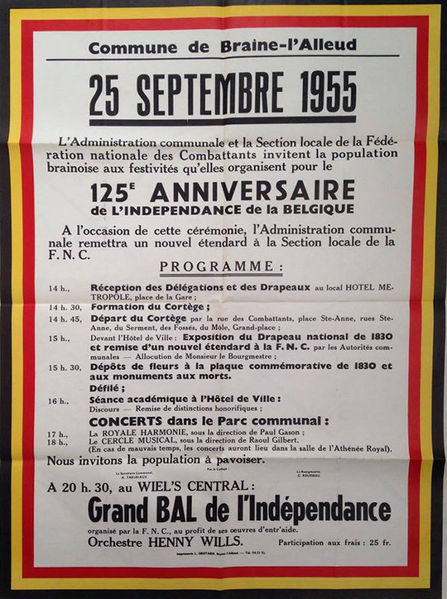 Commune de Braine-l'Alleud
25 SEPTEMBRE 1955
L'Administration communale et la Section locale de la Fédé-
ration nationale des Combattants invitent la population
brainoise aux festivités qu'elles organisent pour le
125E ANNIVERSAIRE
de L'INDEPENDANCE de la BELGIQUE
A l'occasion de cette cérémonie, l'Administration commu-
nale remettra un nouvel étendard à la Section locale de la
F. N. C.
PROGRAMME :
14 h., Réception des Délégations et des Drapeaux au local HOTEL ME-
TROPOLE, place de la Gare ;
14 h. 30, Formation du Cortège ;
14 h. 45, Départ du Cortège par la rue des Combattants, place Ste-Anne, rues Ste-
Anne, du Serment, des Fossés, du Môle, Grand-place ;
15 h., Devant l'Hôtel de Ville : Exposition du Drapeau national de 1830
et remise d'un nouvel étendard à la F. N. C. par les Autorités com-
munales — Allocution de Monsieur le Bourgmestre ;
15 h. 30, Dépôts de fleurs à la plaque commémorative de 1830 et
aux monuments aux morts.
Défilé ;
16 h., Séance académique à l'Hôtel de Ville :
Discours — Remise de distinctions honorifiques ;
CONCERTS dans le Parc communal :
17 h., La ROYALE HARMONIE, sous la direction de Paul Gason ;
18 h., Le CERCLE MUSICAL, sous la direction de Raoul Gilbert.
(En cas de mauvais temps, les concerts auront lieu dans la salle de l'Athénée Royal).
Nous invitons la population à pavoiser.
Le Secrétaire Communal,
Le Bourgmestre,
A 20 h. 30, au WIEL'S CENTRAL :
Grand BAL de l'Indépendance
organisé par la F. N. C., au profit de ses œuvres d'entr'aide.
Orchestre HENNY WILLS. Participation aux frais : 25 fr.